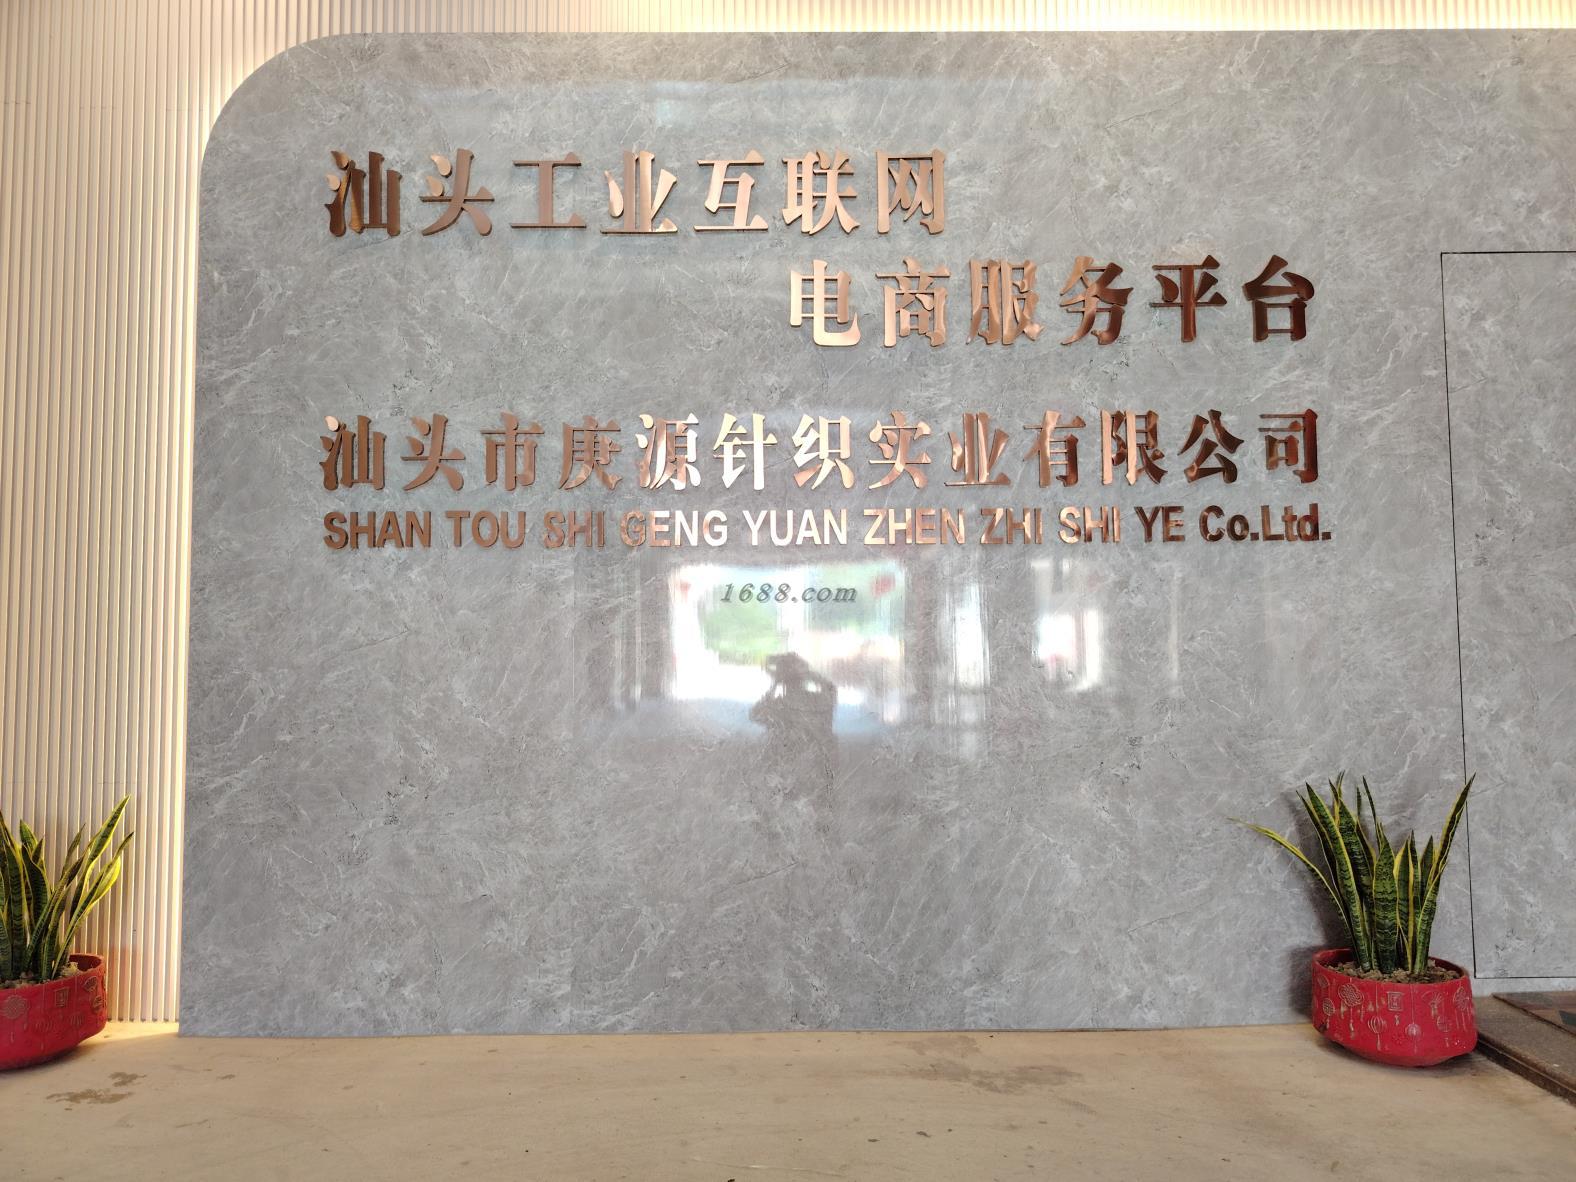 汕头工业互联网
电商服务平台
汕头市庚源针织实业有限公司
SHAN TOU SHI GENG YUAN ZHEN ZHI SHI YE Co.Ltd.
1688.com